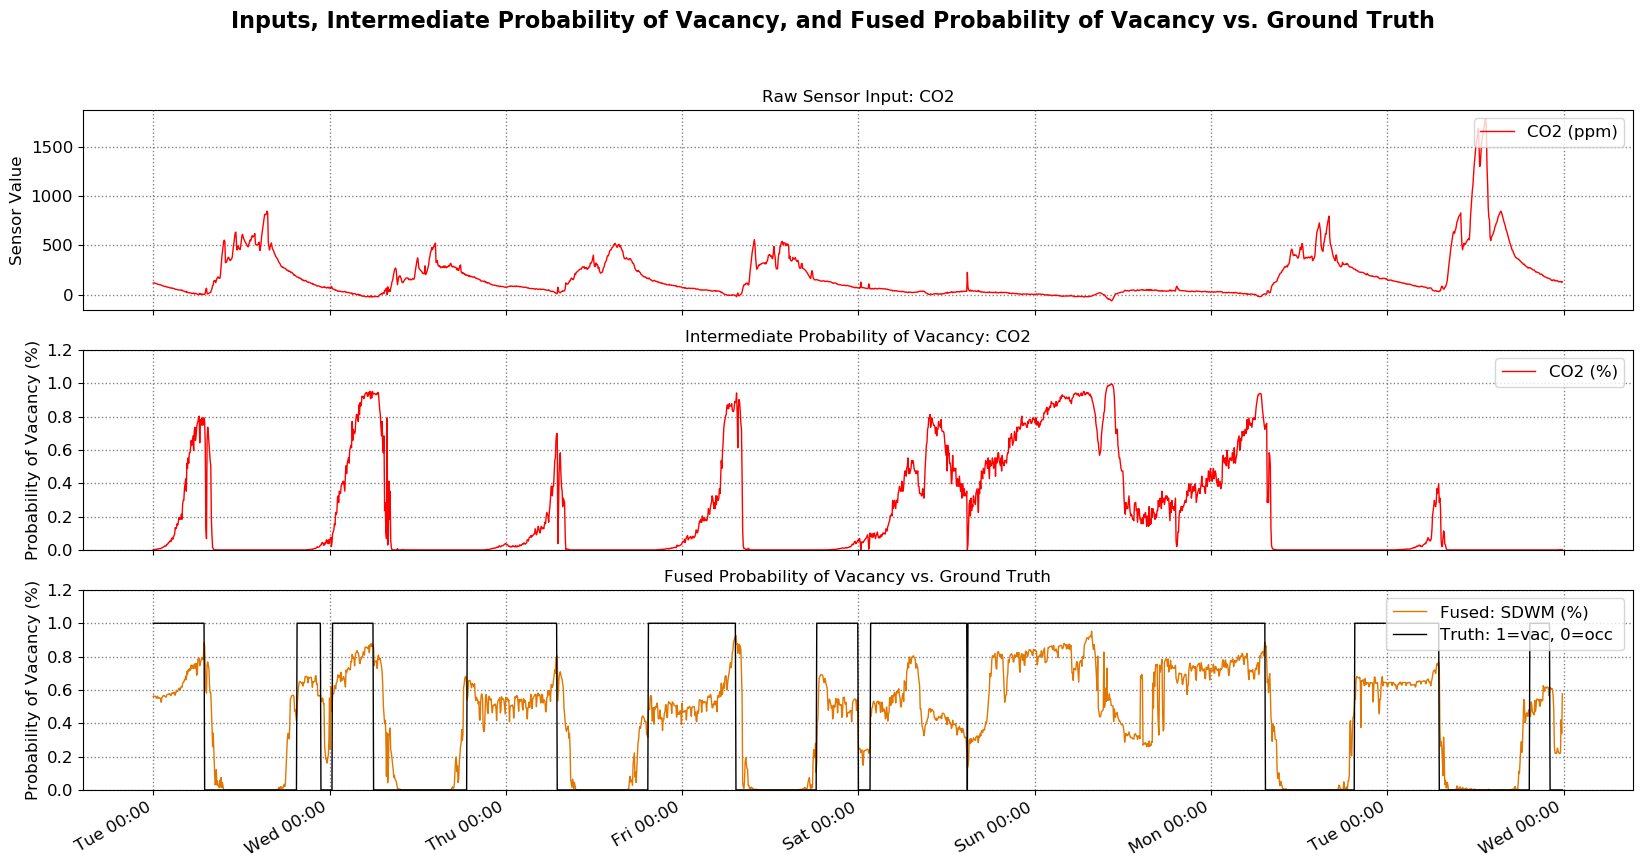 Inputs, Intermediate Probability of Vacancy, and Fused Probability of Vacancy vs. Ground Truth
Raw Sensor Input: CO2
Sensor Value
1500
1000
500
0
CO2 (ppm)
Intermediate Probability of Vacancy: CO2
Probability of Vacancy (%)
1.2
1.0
0.8
0.6
0.4
0.2
0.0
CO2 (%)
Fused Probability of Vacancy vs. Ground Truth
Probability of Vacancy (%)
1.2
1.0
0.8
0.6
0.4
0.2
0.0
Fused: SDWM (%)
Truth: 1=vac, 0=occ
Tue 00:00
Wed 00:00
Thu 00:00
Fri 00:00
Sat 00:00
Sun 00:00
Mon 00:00
Tue 00:00
Wed 00:00